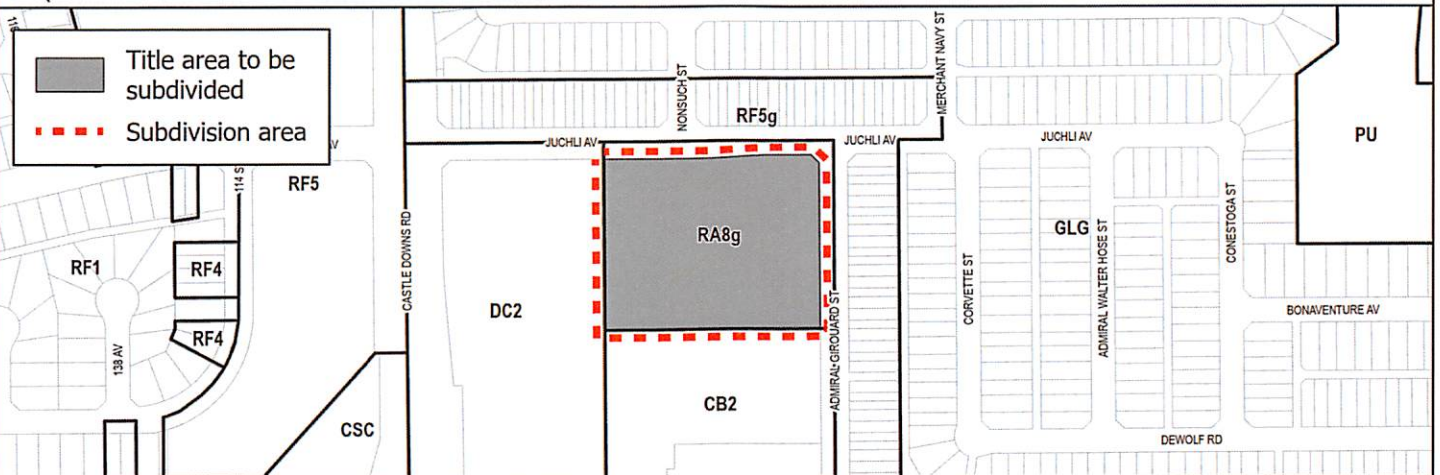 Title area to be
subdivided
Subdivision area
MERCHANT NAVY ST
NONSUCH ST
RF5g
JUCHLI AV
JUCHLI AV
JUCHLI AV
PU
AV
RF5
114 S
RA8g
GLG
CONESTOGA ST
RF1
RF4
CASTLE DOWNS RD
CORVETTE ST
ADMIRAL WALTER HOSE ST
DC2
BONAVENTURE AV
RF4
138 AV
ADMIRAL GIROUARD ST
CB2
CSC
DEWOLF RD